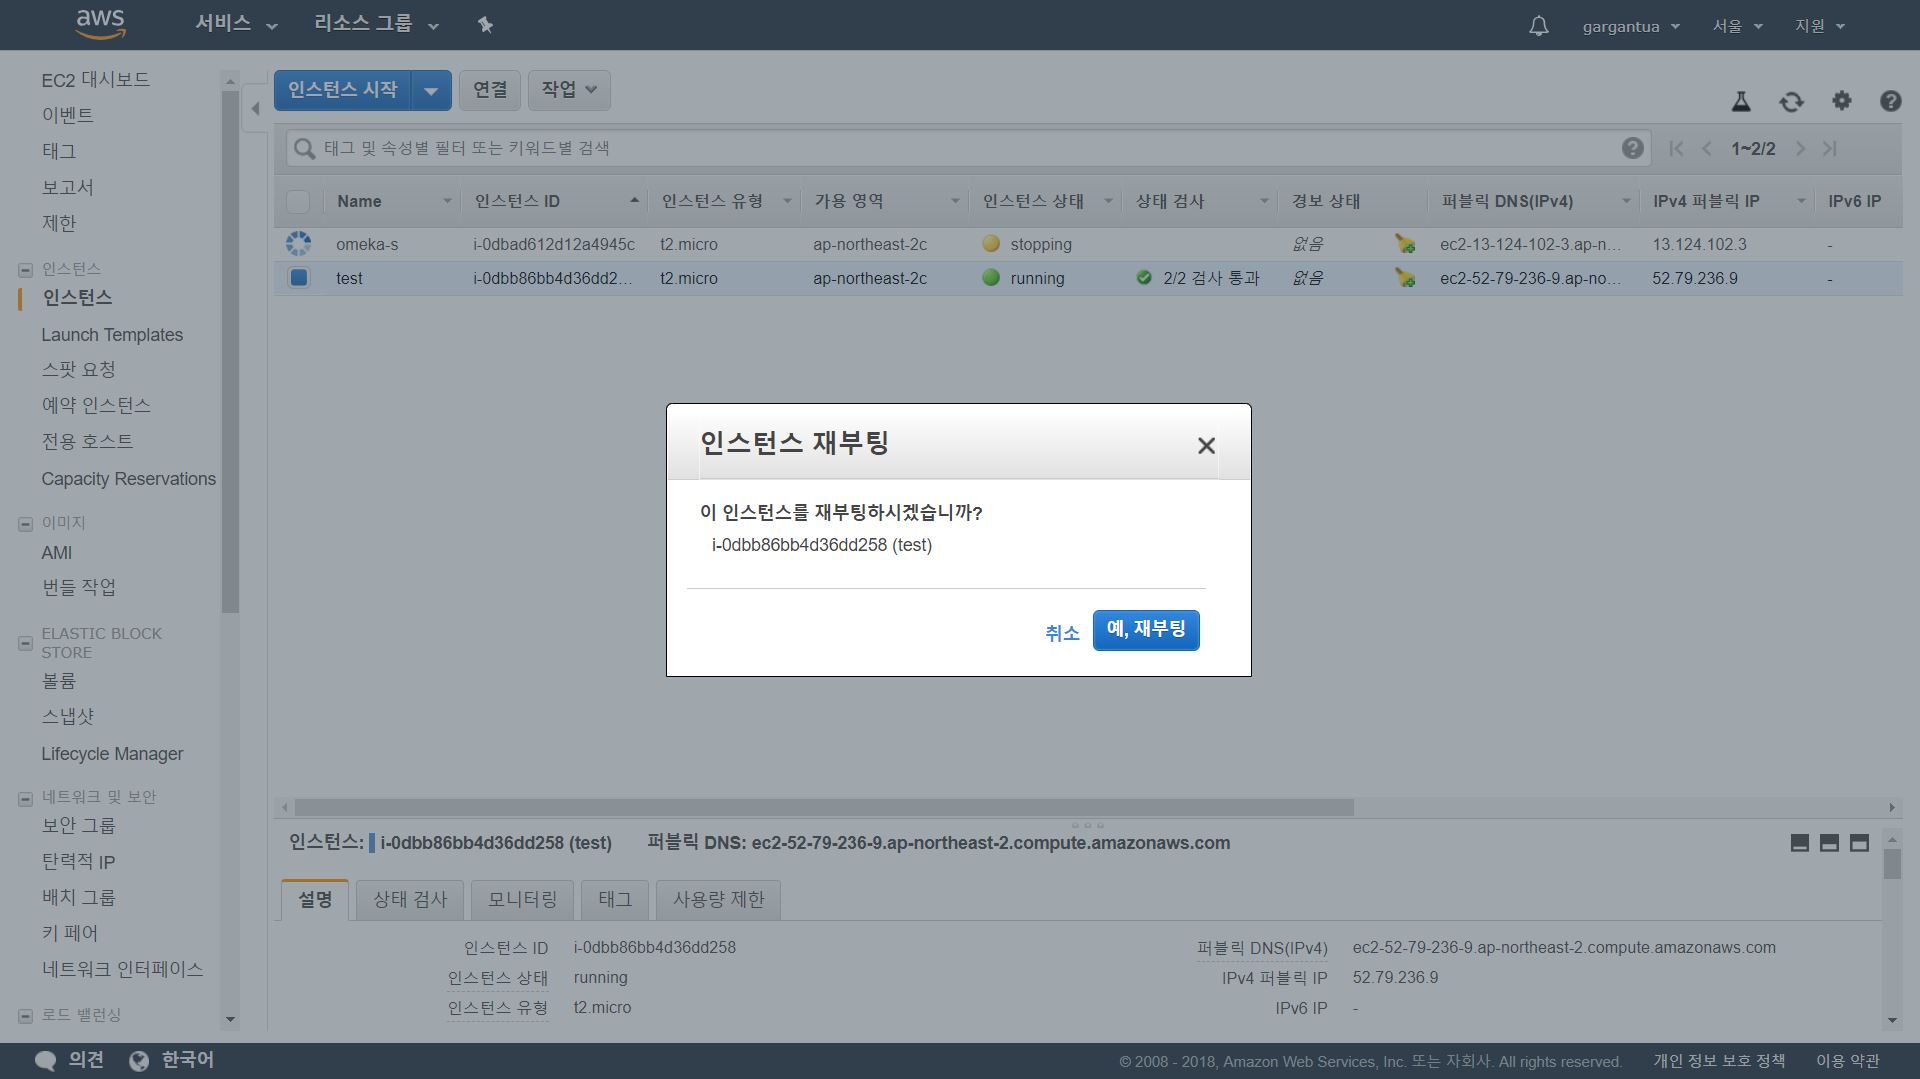 aws 서비스 리소스 그룹 gargantua 서울 지원
EC2 대시보드
이벤트
태그
보고서
제한
인스턴스
인스턴스
Launch Templates
스팟 요청
예약 인스턴스
전용 호스트
Capacity Reservations
이미지
AMI
번들 작업
ELASTIC BLOCK
STORE
볼륨
스냅샷
Lifecycle Manager
네트워크 및 보안
보안 그룹
탄력적 IP
배치 그룹
키 페어
네트워크 인터페이스
로드 밸런싱
인스턴스 시작 연결 작업
태그 및 속성별 필터 또는 키워드별 검색 1~2/2
Name 인스턴스 ID 인스턴스 유형 가용 영역 인스턴스 상태 상태 검사 경보 상태 퍼블릭 DNS(IPv4) IPv4 퍼블릭 IP IPv6 IP
omeka-s i-0dbad612d12a4945c t2.micro ap-northeast-2c stopping 없음 ec2-13-124-102-3.ap-n... 13.124.102.3 -
test i-0dbb86bb4d36dd2... t2.micro ap-northeast-2c running 2/2 검사 통과 없음 ec2-52-79-236-9.ap-no... 52.79.236.9 -
인스턴스 재부팅
이 인스턴스를 재부팅하시겠습니까?
i-0dbb86bb4d36dd258 (test)
취소 예, 재부팅
인스턴스: i-0dbb86bb4d36dd258 (test) 퍼블릭 DNS: ec2-52-79-236-9.ap-northeast-2.compute.amazonaws.com
설명 상태 검사 모니터링 태그 사용량 제한
인스턴스 ID i-0dbb86bb4d36dd258 퍼블릭 DNS(IPv4) ec2-52-79-236-9.ap-northeast-2.compute.amazonaws.com
인스턴스 상태 running IPv4 퍼블릭 IP 52.79.236.9
인스턴스 유형 t2.micro IPv6 IP -
의견 한국어 © 2008 - 2018, Amazon Web Services, Inc. 또는 자회사. All rights reserved. 개인 정보 보호 정책 이용 약관